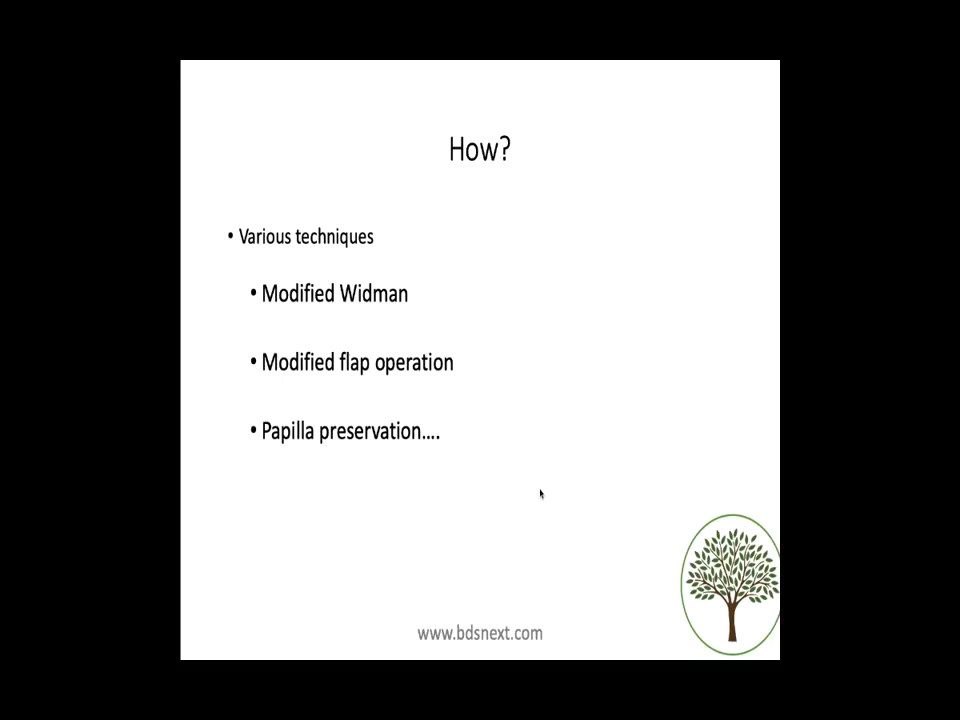 How?
• Various techniques
• Modified Widman
• Modified flap operation
• Papilla preservation....
www.bdsnext.com